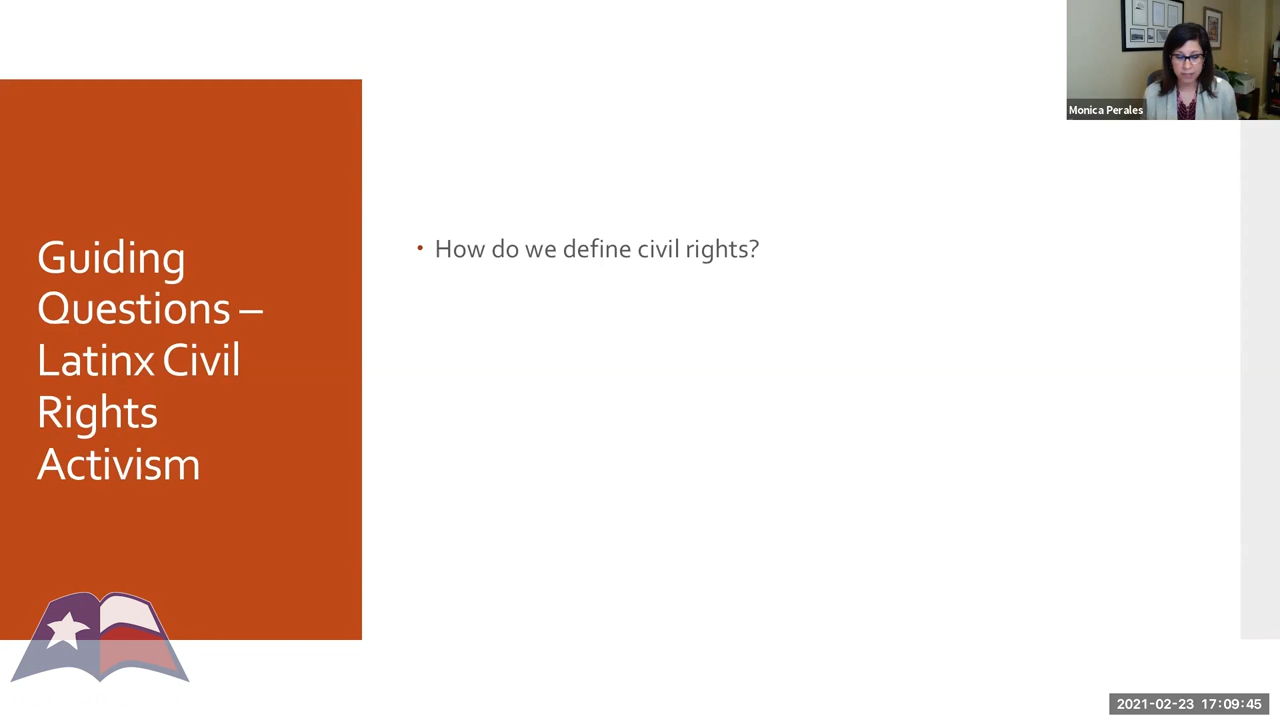 Monica Perales
Guiding
Questions –
Latinx Civil
Rights
Activism
• How do we define civil rights?
2021-02-23 17:09:45